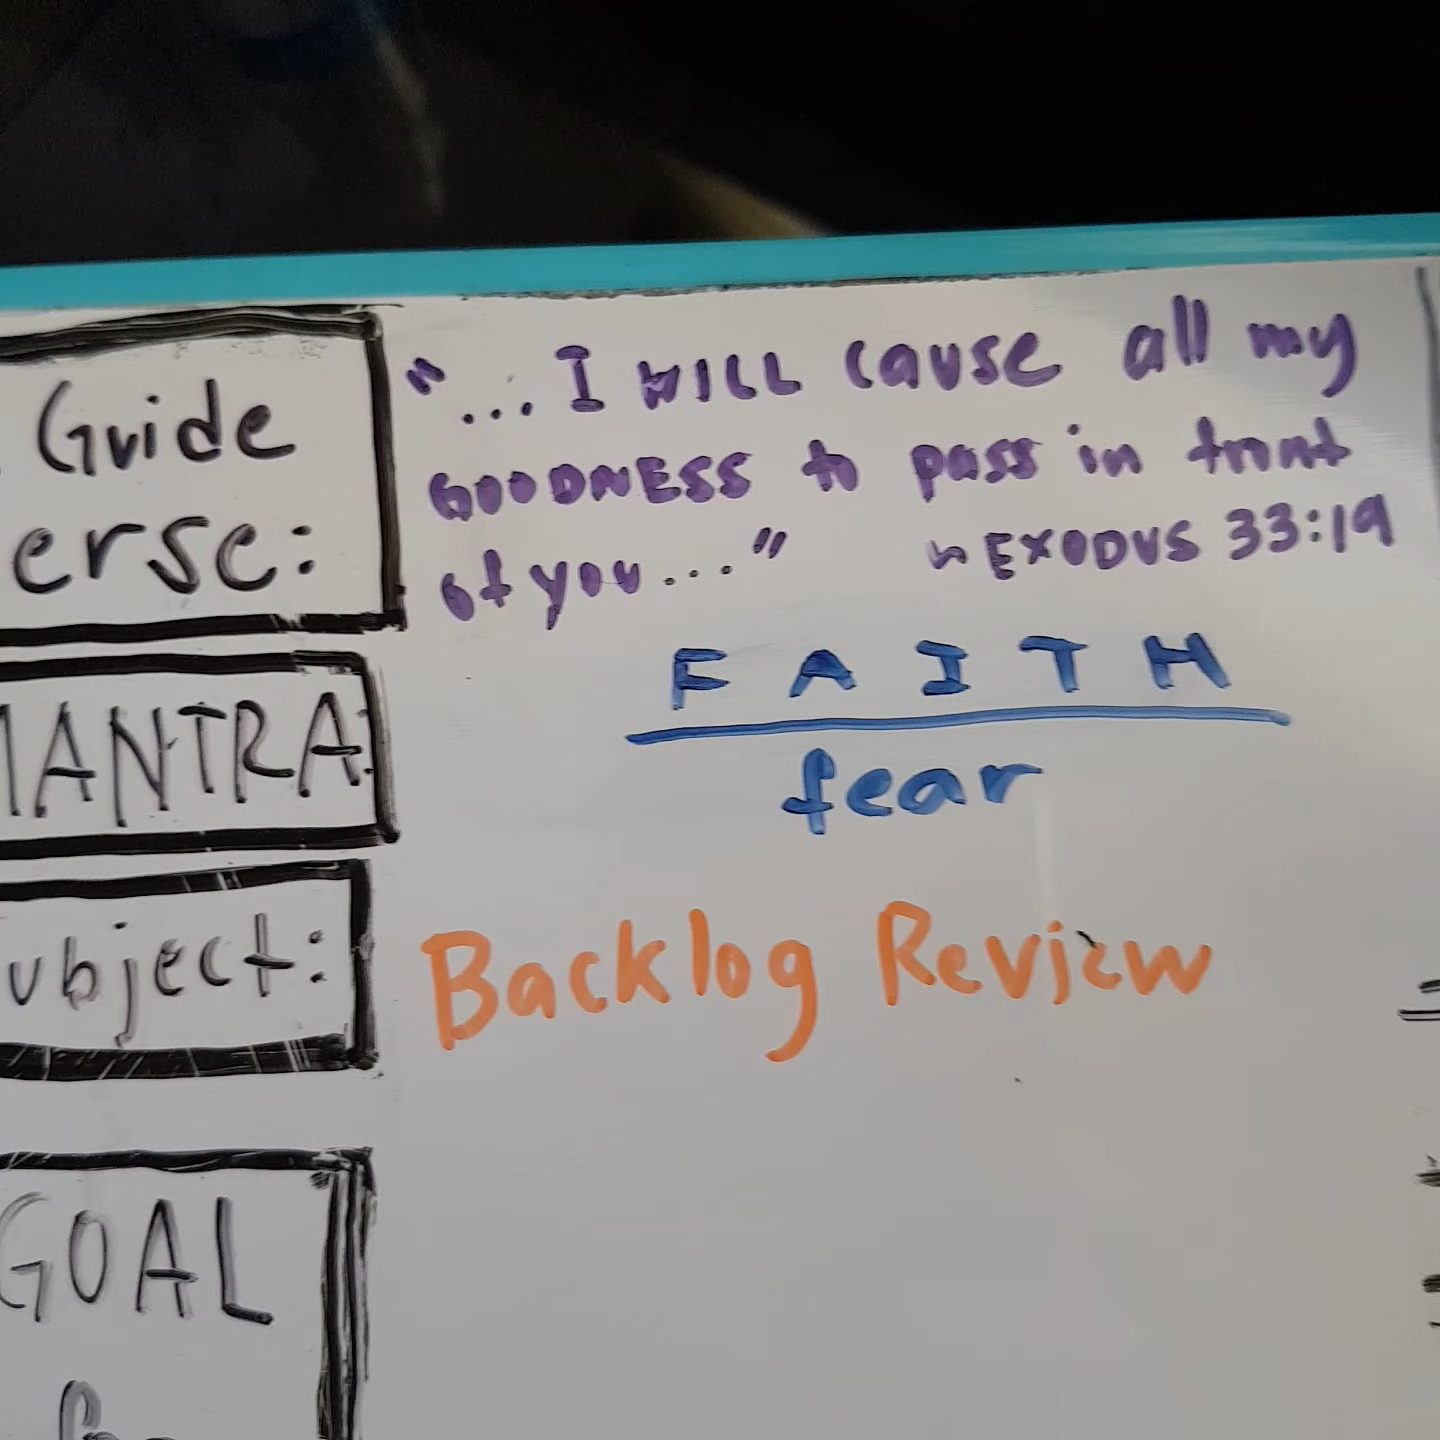 Guide
erse:
"...I WILL cause all my
GOODNESS to pass in front
of you..." ~ EXODUS 33:19
MANTRA:
FAITH
fear
ubject:
Backlog Review
GOAL